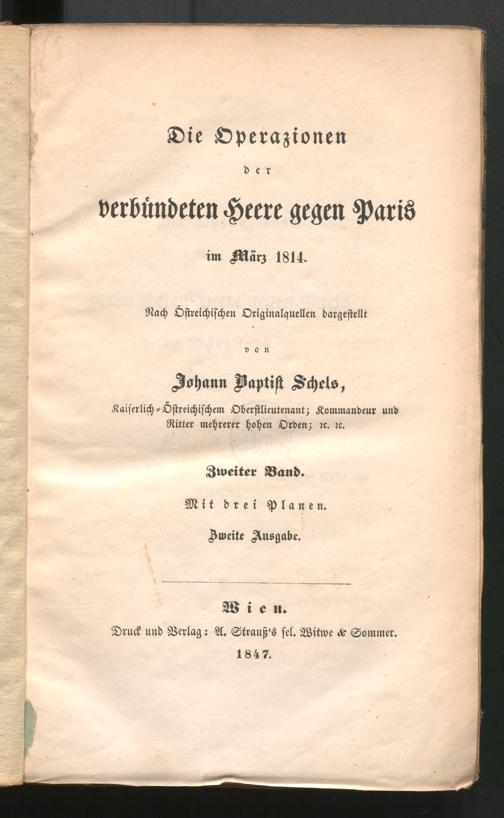 Die Operazionen
der
verbündeten Heere gegen Paris
im März 1814.
Nach Östreichischen Originalquellen dargestellt
von
Johann Baptist Schels,
Kaiserlich-Östreichischem Oberstlieutenant; Kommandeur und
Ritter mehrerer hohen Orden; ꝛc. ꝛc.
Zweiter Band.
Mit drei Planen.
Zweite Ausgabe.
Wien.
Druck und Verlag: A. Strauß's sel. Witwe & Sommer.
1847.